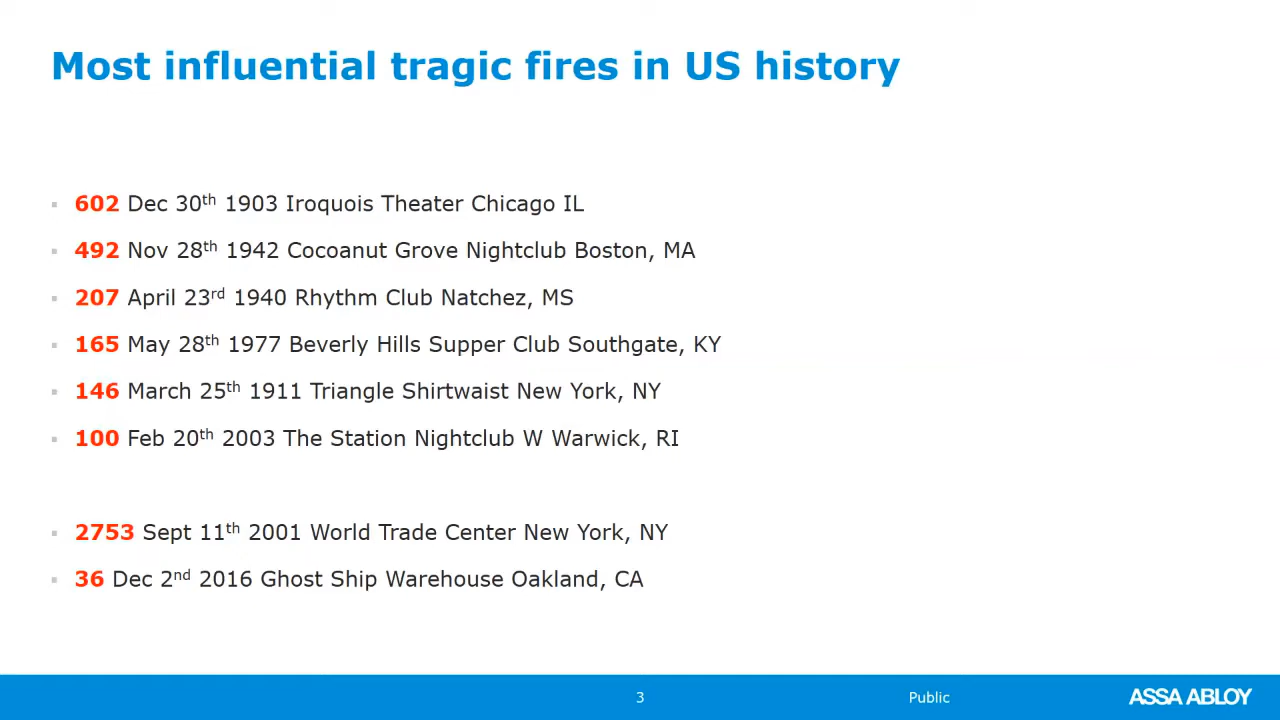 Most influential tragic fires in US history
602 Dec 30th 1903 Iroquois Theater Chicago IL
492 Nov 28th 1942 Cocoanut Grove Nightclub Boston, MA
207 April 23rd 1940 Rhythm Club Natchez, MS
165 May 28th 1977 Beverly Hills Supper Club Southgate, KY
146 March 25th 1911 Triangle Shirtwaist New York, NY
100 Feb 20th 2003 The Station Nightclub W Warwick, RI
2753 Sept 11th 2001 World Trade Center New York, NY
36 Dec 2nd 2016 Ghost Ship Warehouse Oakland, CA
3 Public ASSA ABLOY